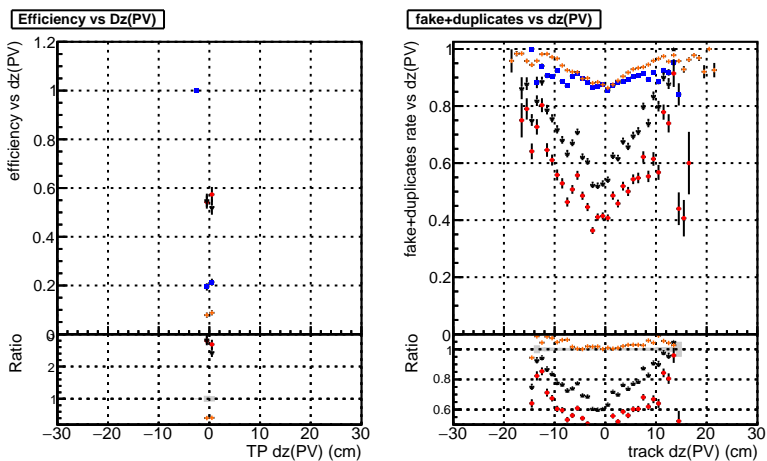 Efficiency vs Dz(PV)
efficiency vs dz(PV)
1.2
1
0.8
0.6
0.4
0.2
0
Ratio
2
1
−30 −20 −10 0 10 20 30
TP dz(PV) (cm)
fake+duplicates vs dz(PV)
fake+duplicates rate vs dz(PV)
1
0.8
0.6
0.4
0.2
0
Ratio
1
0.8
0.6
−30 −20 −10 0 10 20 30
track dz(PV) (cm)